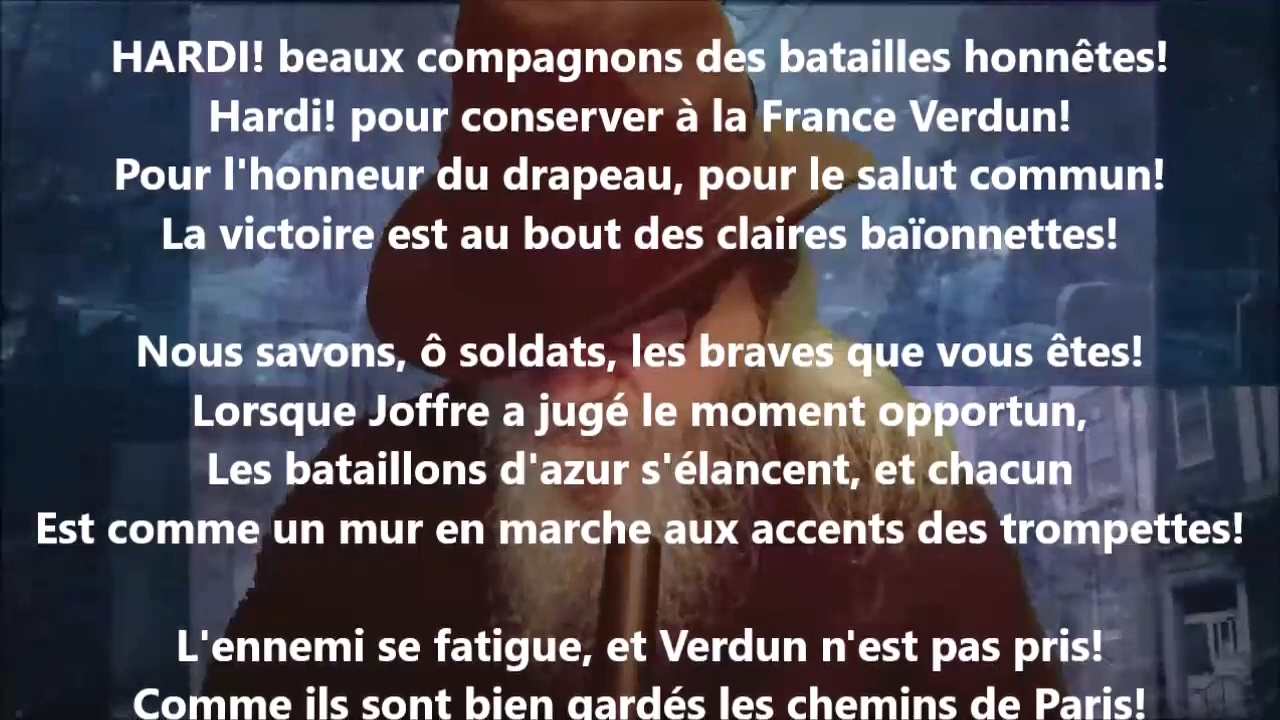 HARDI! beaux compagnons des batailles honnêtes!
Hardi! pour conserver à la France Verdun!
Pour l'honneur du drapeau, pour le salut commun!
La victoire est au bout des claires baïonnettes!
Nous savons, ô soldats, les braves que vous êtes!
Lorsque Joffre a jugé le moment opportun,
Les bataillons d'azur s'élancent, et chacun
Est comme un mur en marche aux accents des trompettes!
L'ennemi se fatigue, et Verdun n'est pas pris!
Comme ils sont bien gardés les chemins de Paris!